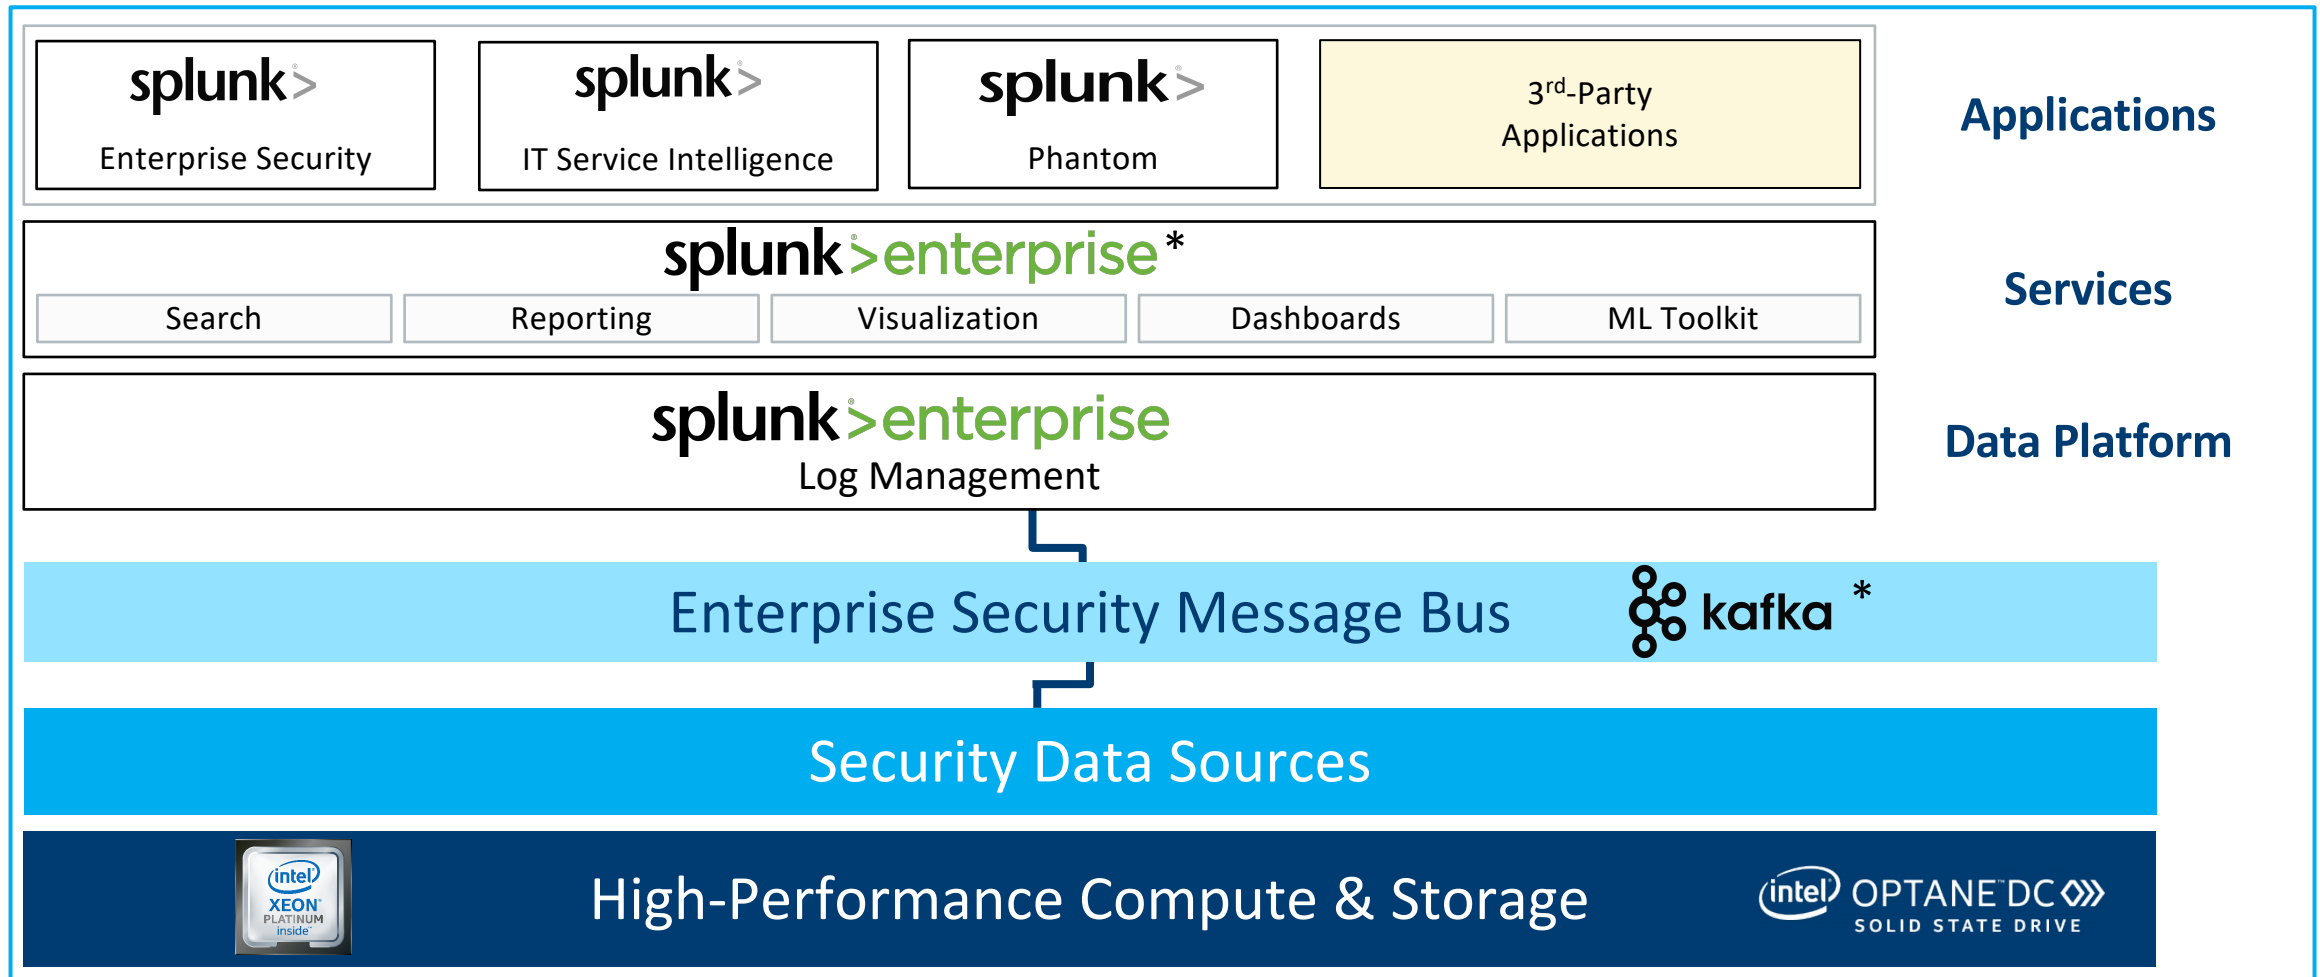 splunk>
Enterprise Security
splunk>
IT Service Intelligence
splunk>
Phantom
3rd-Party
Applications
Applications
splunk>enterprise*
Services
Search
Reporting
Visualization
Dashboards
ML Toolkit
splunk>enterprise
Log Management
Data Platform
Enterprise Security Message Bus
kafka *
Security Data Sources
intel®
XEON®
PLATINUM
inside™
High-Performance Compute & Storage
intel® OPTANE™ DC
SOLID STATE DRIVE